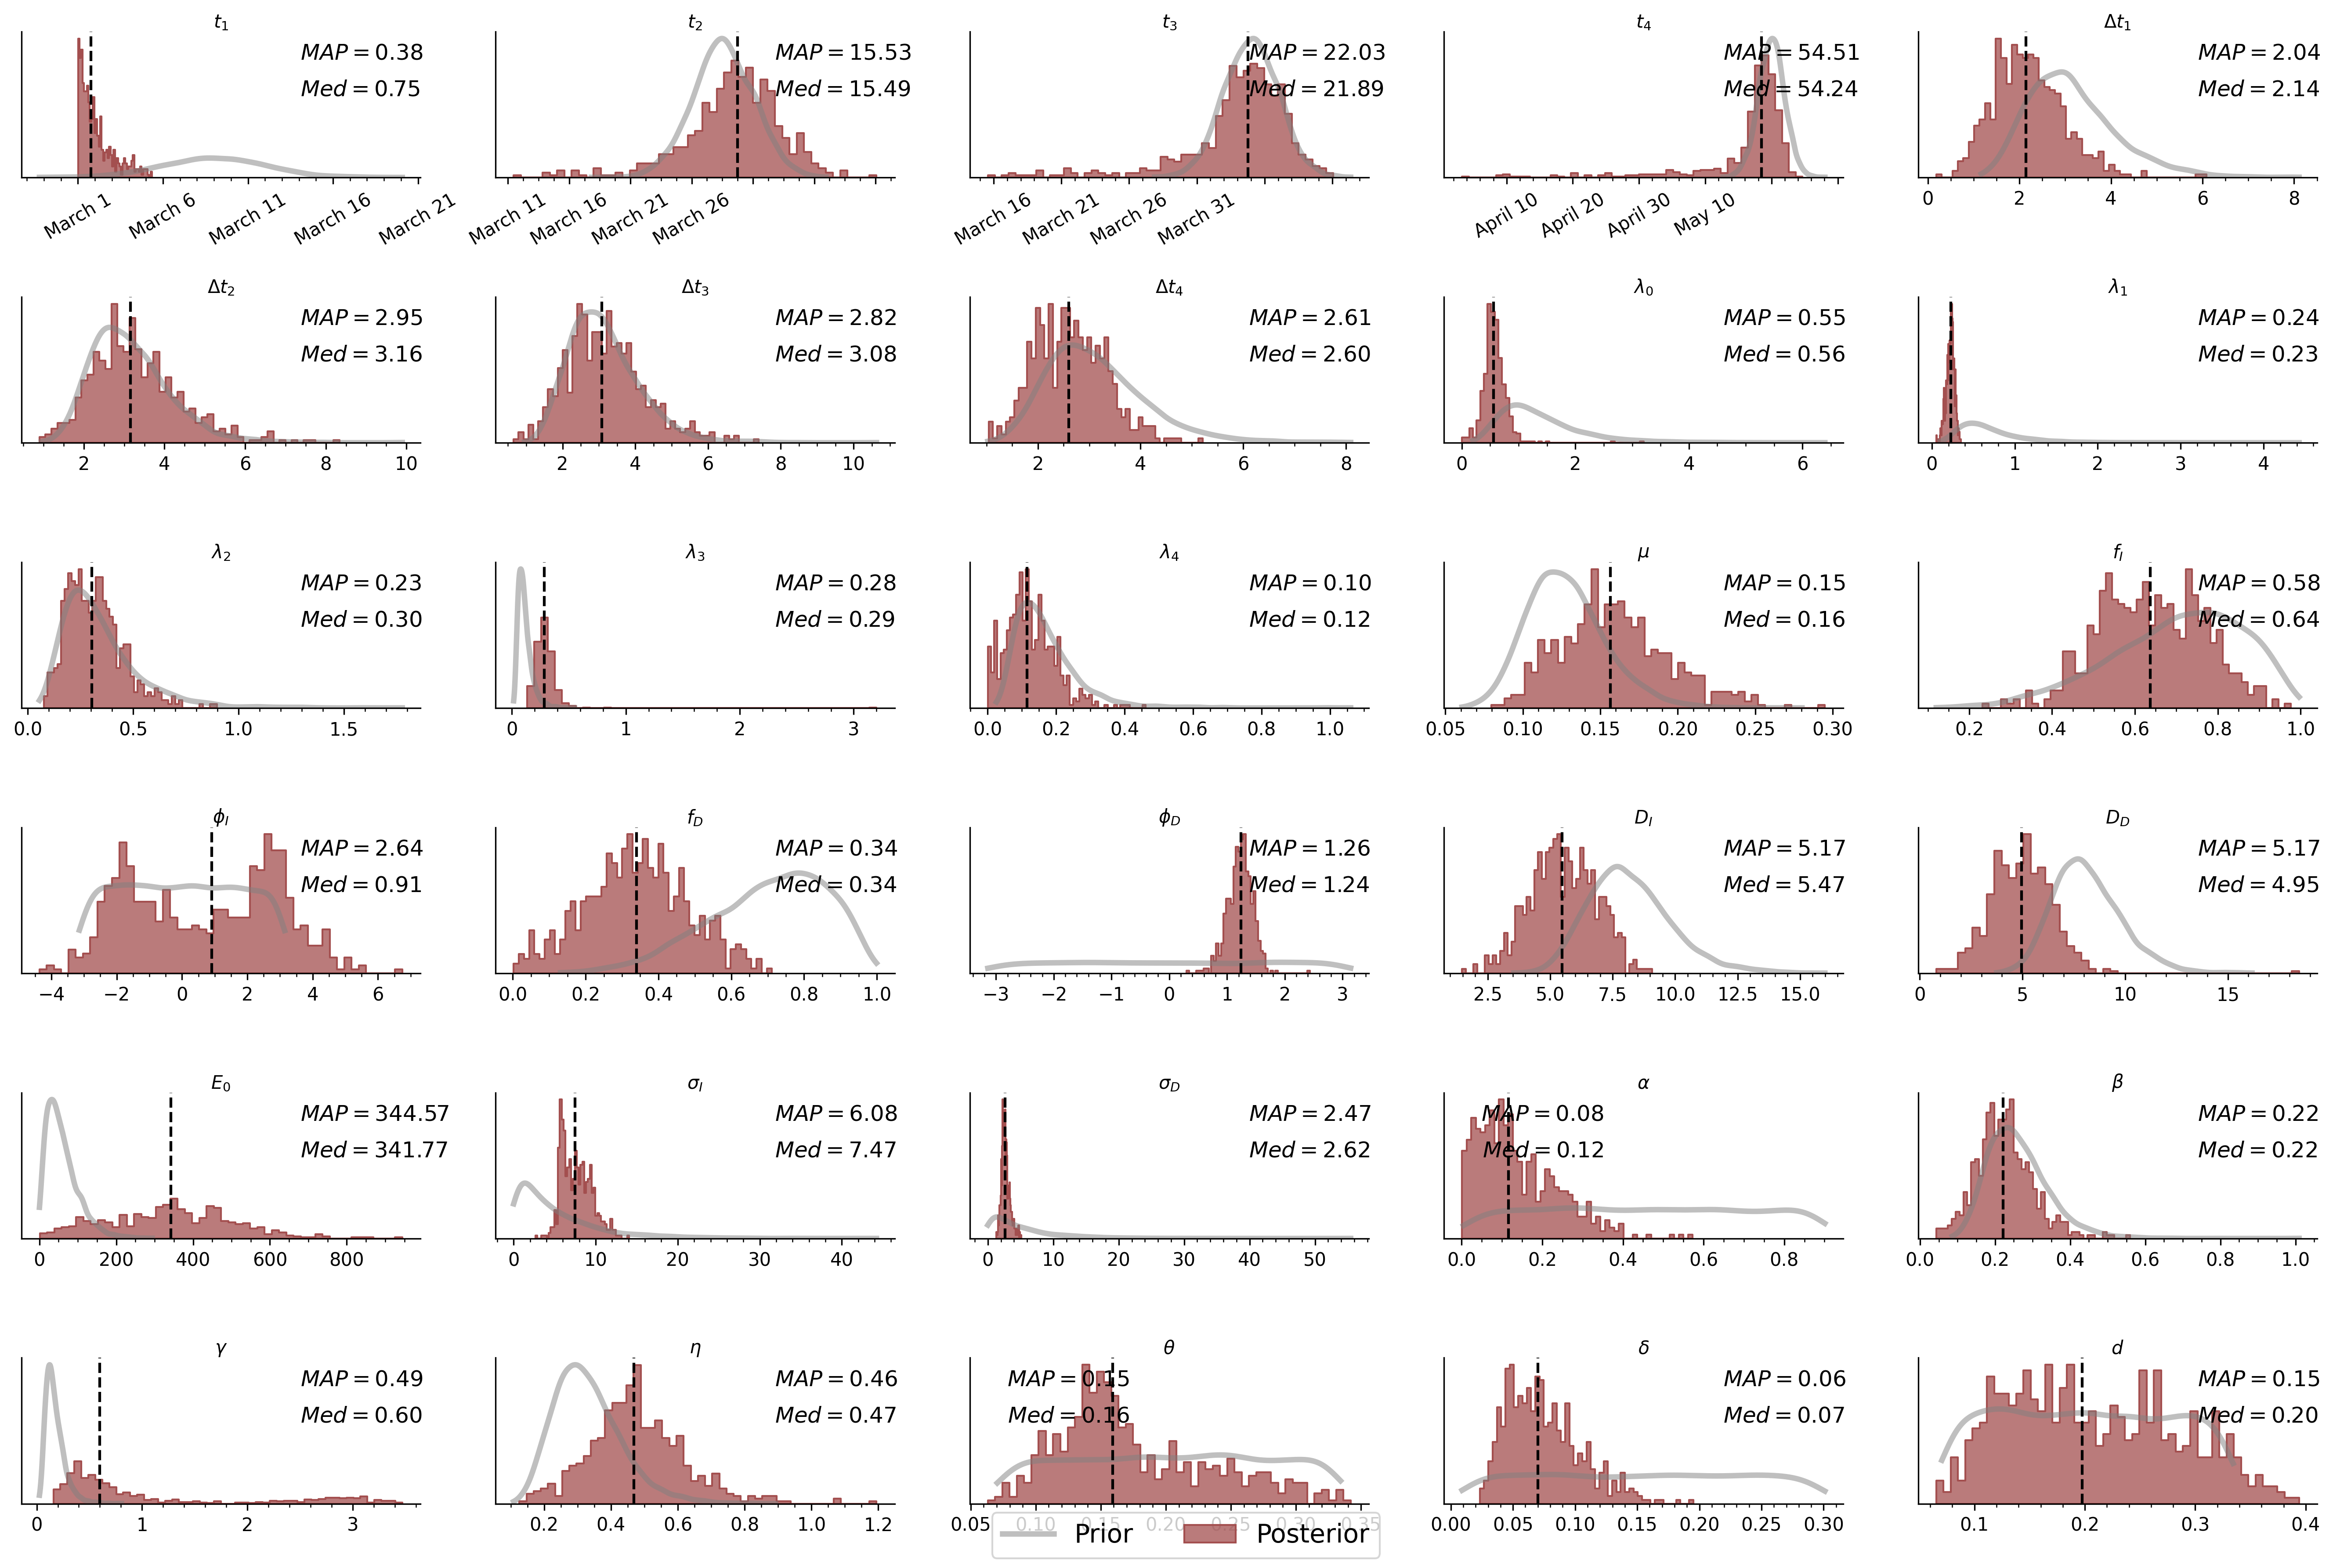 t1 t2 t3 t4 Δt1
MAP = 0.38 MAP = 15.53 MAP = 22.03 MAP = 54.51 MAP = 2.04
Med = 0.75 Med = 15.49 Med = 21.89 Med = 54.24 Med = 2.14
March 1 March 6 March 11 March 16 March 21 March 11 March 16 March 21 March 26 March 16 March 21 March 26 March 31 April 10 April 20 April 30 May 10 0 2 4 6 8
Δt2 Δt3 Δt4 λ0 λ1
MAP = 2.95 MAP = 2.82 MAP = 2.61 MAP = 0.55 MAP = 0.24
Med = 3.16 Med = 3.08 Med = 2.60 Med = 0.56 Med = 0.23
2 4 6 8 10 2 4 6 8 10 2 4 6 8 0 2 4 6 0 1 2 3 4
λ2 λ3 λ4 μ fI
MAP = 0.23 MAP = 0.28 MAP = 0.10 MAP = 0.15 MAP = 0.58
Med = 0.30 Med = 0.29 Med = 0.12 Med = 0.16 Med = 0.64
0.0 0.5 1.0 1.5 0 1 2 3 0.0 0.2 0.4 0.6 0.8 1.0 0.05 0.10 0.15 0.20 0.25 0.30 0.2 0.4 0.6 0.8 1.0
ϕI fD ϕD DI DD
MAP = 2.64 MAP = 0.34 MAP = 1.26 MAP = 5.17 MAP = 5.17
Med = 0.91 Med = 0.34 Med = 1.24 Med = 5.47 Med = 4.95
−4 −2 0 2 4 6 0.0 0.2 0.4 0.6 0.8 1.0 −3 −2 −1 0 1 2 3 2.5 5.0 7.5 10.0 12.5 15.0 0 5 10 15
E0 σI σD α β
MAP = 344.57 MAP = 6.08 MAP = 2.47 MAP = 0.08 MAP = 0.22
Med = 341.77 Med = 7.47 Med = 2.62 Med = 0.12 Med = 0.22
0 200 400 600 800 0 10 20 30 40 0 10 20 30 40 50 0.0 0.2 0.4 0.6 0.8 0.0 0.2 0.4 0.6 0.8 1.0
γ η θ δ d
MAP = 0.49 MAP = 0.46 MAP = 0.15 MAP = 0.06 MAP = 0.15
Med = 0.60 Med = 0.47 Med = 0.16 Med = 0.07 Med = 0.20
0 1 2 3 0.2 0.4 0.6 0.8 1.0 1.2 0.05 0.10 0.15 0.20 0.25 0.30 0.35 0.00 0.05 0.10 0.15 0.20 0.25 0.30 0.1 0.2 0.3 0.4
Prior Posterior